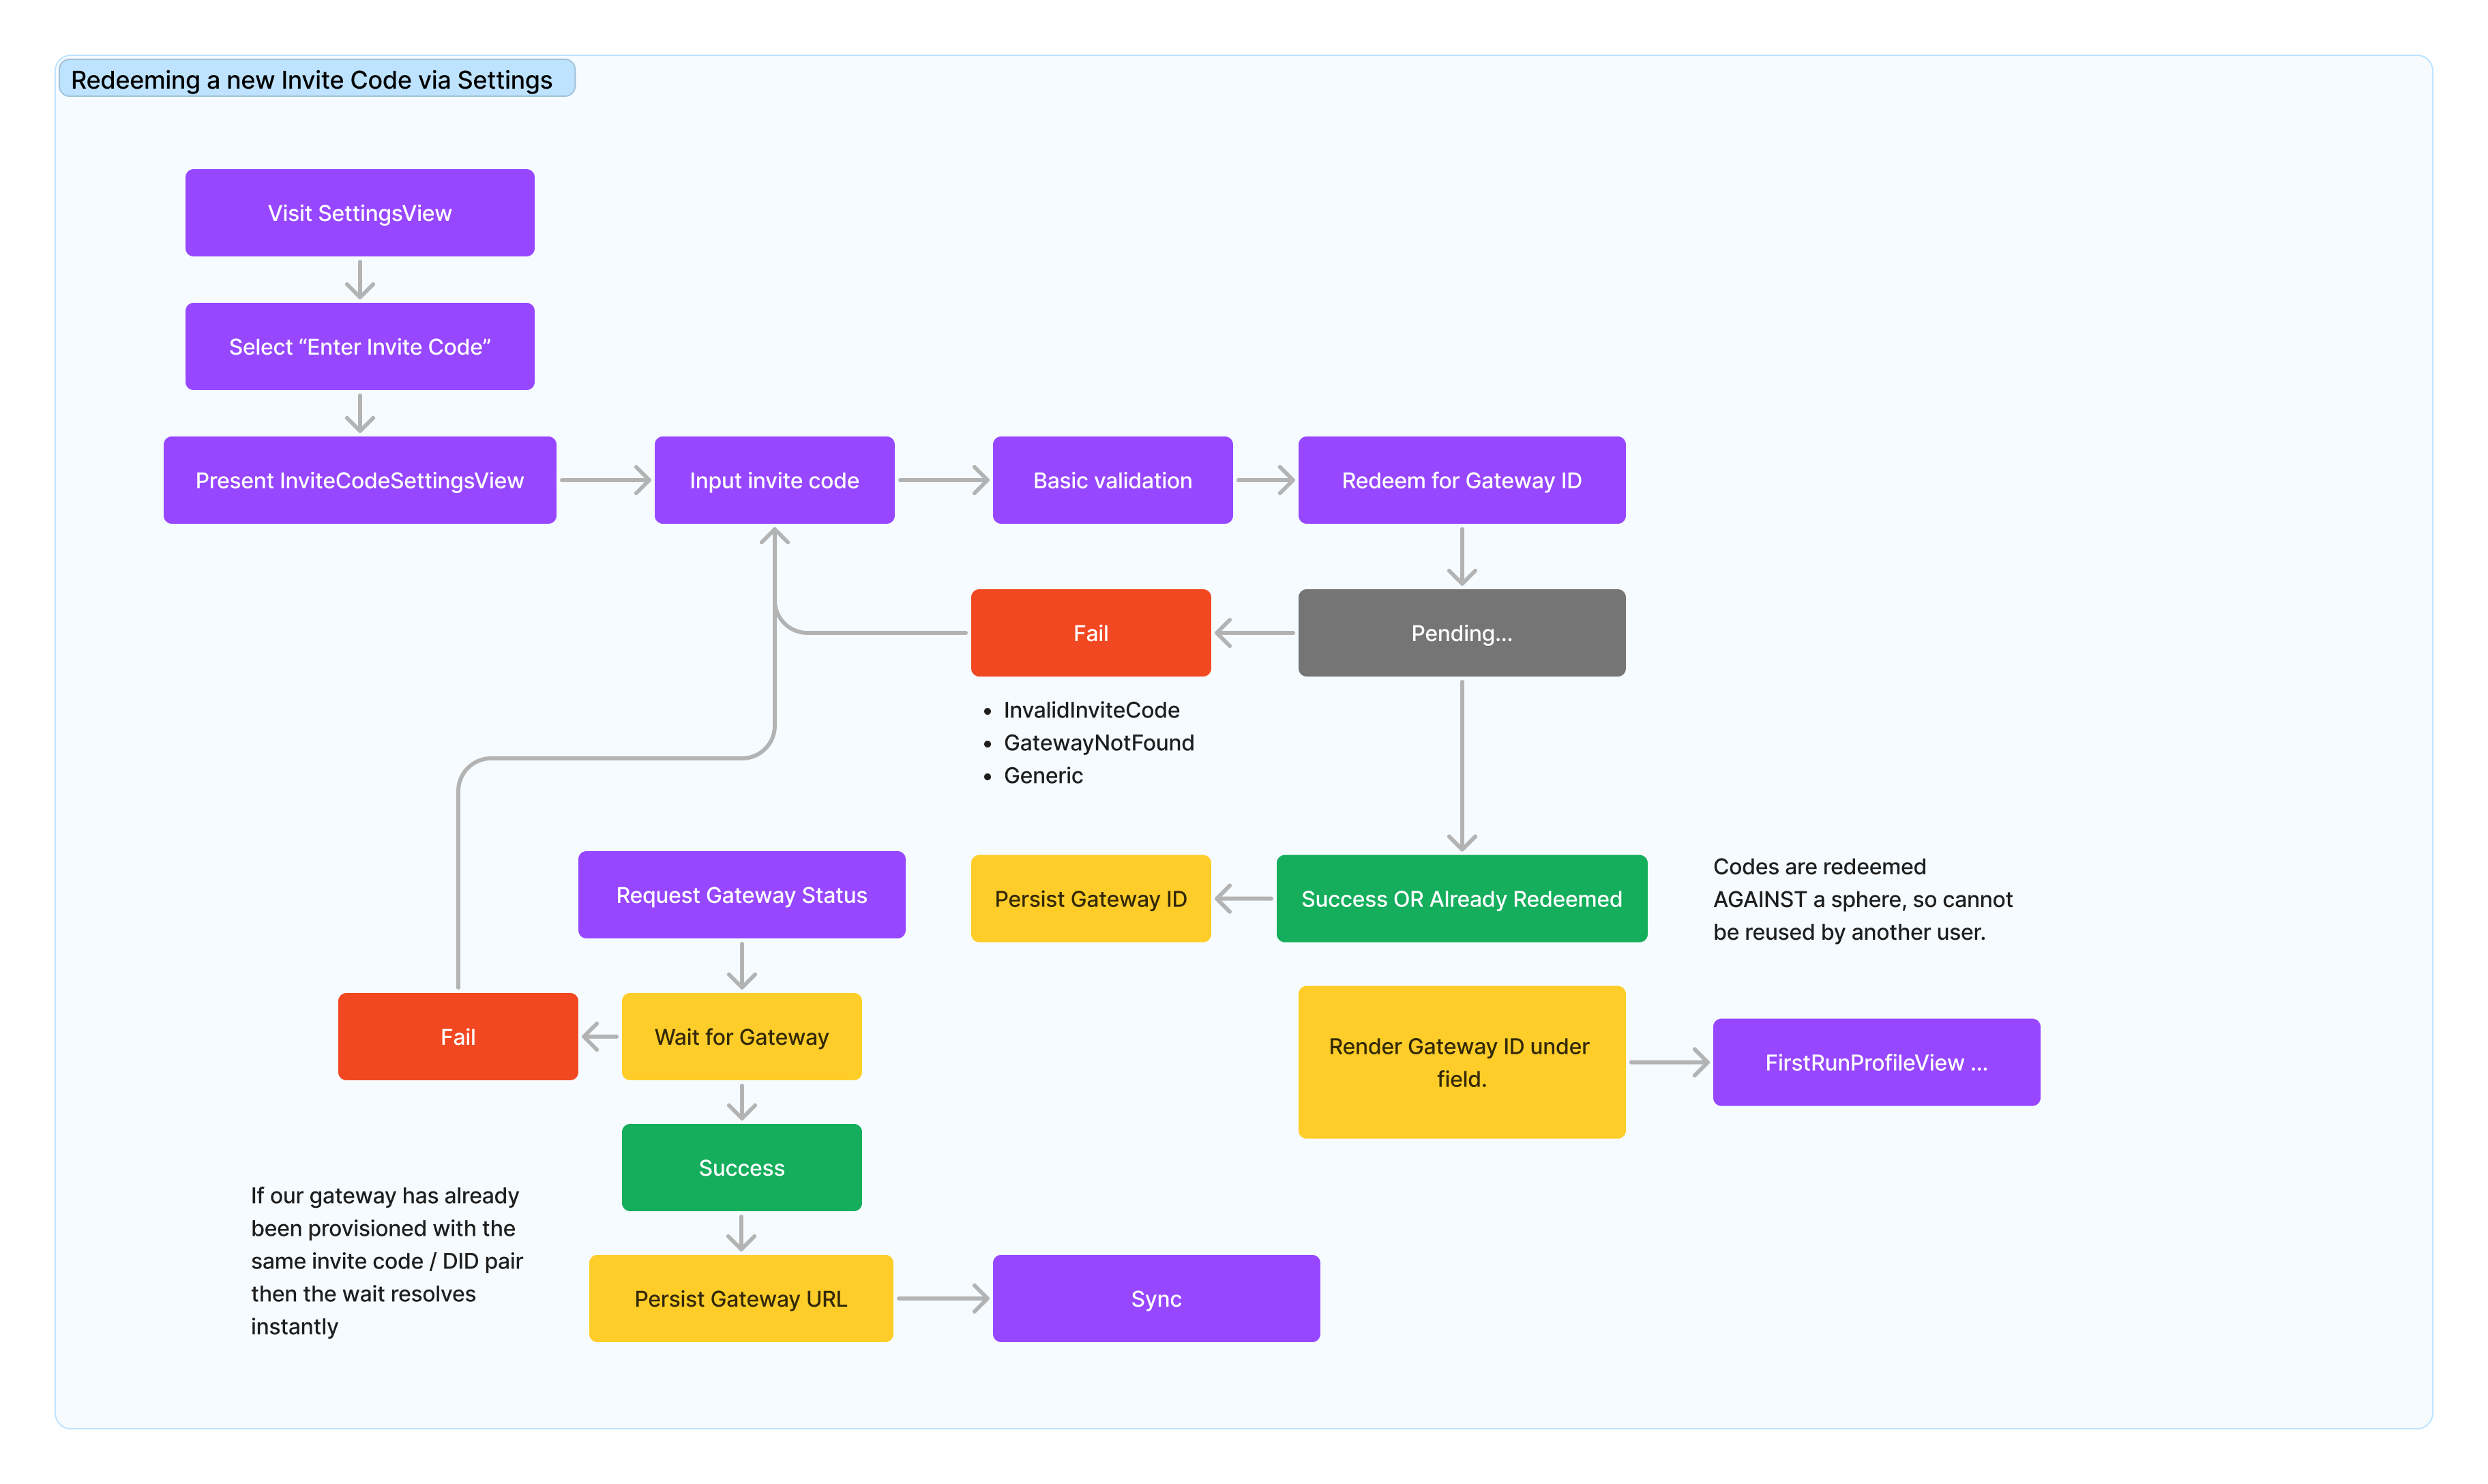 Redeeming a new Invite Code via Settings
Visit SettingsView
Select “Enter Invite Code”
Present InviteCodeSettingsView
Input invite code
Basic validation
Redeem for Gateway ID
Fail
Pending...
• InvalidInviteCode
• GatewayNotFound
• Generic
Request Gateway Status
Persist Gateway ID
Success OR Already Redeemed
Codes are redeemed
AGAINST a sphere, so cannot
be reused by another user.
Fail
Wait for Gateway
Render Gateway ID under
field.
FirstRunProfileView ...
Success
If our gateway has already
been provisioned with the
same invite code / DID pair
then the wait resolves
instantly
Persist Gateway URL
Sync